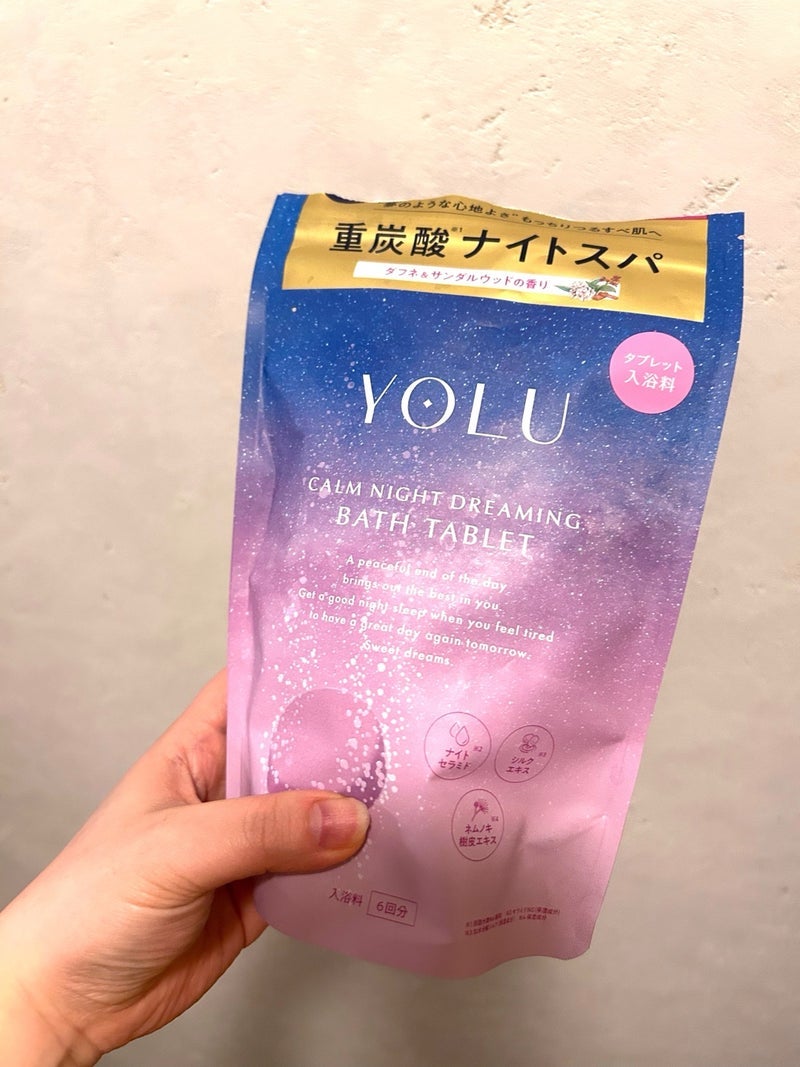 夢のような心地よさ* もっちりつるすべ肌へ
重炭酸※1 ナイトスパ
ダフネ&サンダルウッドの香り
タブレット
入浴料
YOLU
CALM NIGHT DREAMING
BATH TABLET
A peaceful end of the day
brings out the best in you.
Get a good night sleep when you feel tired
to have a great day again tomorrow.
Sweet dreams.
ナイト※2
セラミド
シルク※3
エキス
ネムノキ※4
樹皮エキス
入浴料 6回分